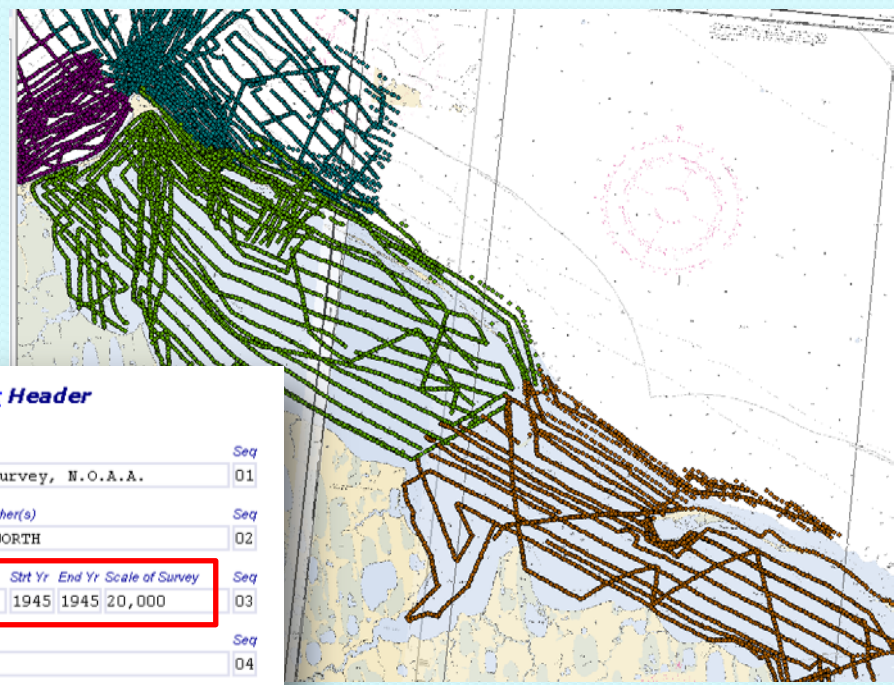 Header
Seq
urvey, N.O.A.A. 01
her(s) Seq
ORTH 02
Strt Yr End Yr Scale of Survey Seq
1945 1945 20,000 03
Seq
04